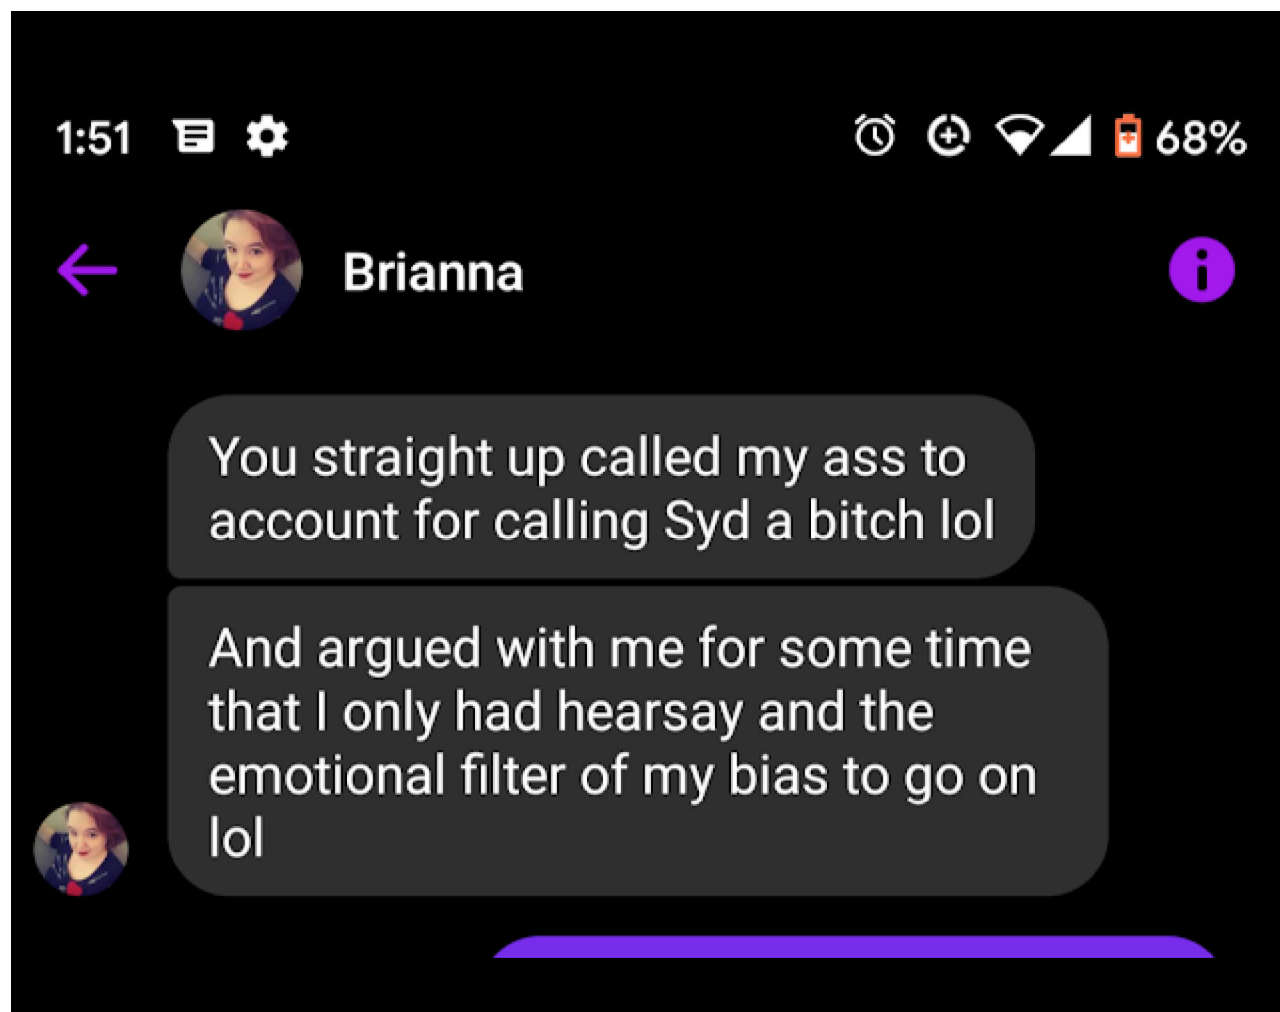 1:51 68%
Brianna
You straight up called my ass to
account for calling Syd a bitch lol
And argued with me for some time
that I only had hearsay and the
emotional filter of my bias to go on
lol